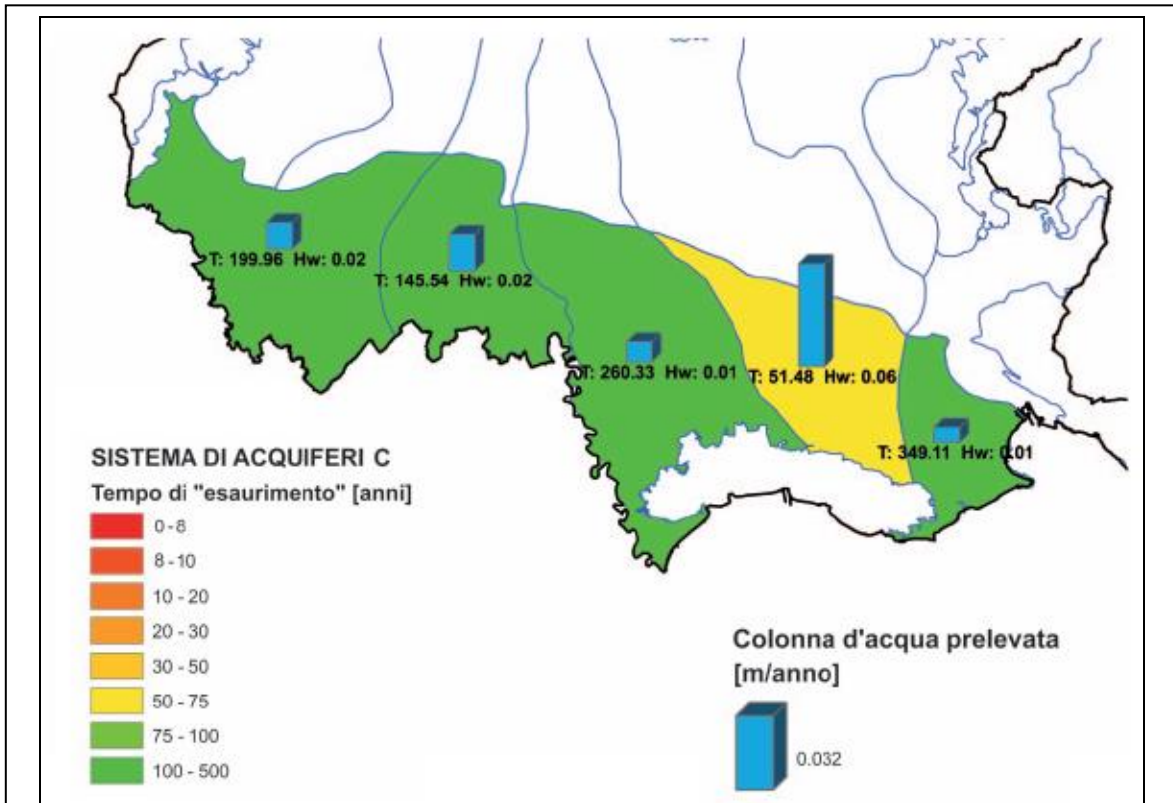 T: 199.96 Hw: 0.02
T: 145.54 Hw: 0.02
T: 260.33 Hw: 0.01
T: 51.48 Hw: 0.06
T: 349.11 Hw: 0.01
SISTEMA DI ACQUIFERI C
Tempo di "esaurimento" [anni]
0 - 8
8 - 10
10 - 20
20 - 30
30 - 50
50 - 75
75 - 100
100 - 500
Colonna d'acqua prelevata
[m/anno]
0.032